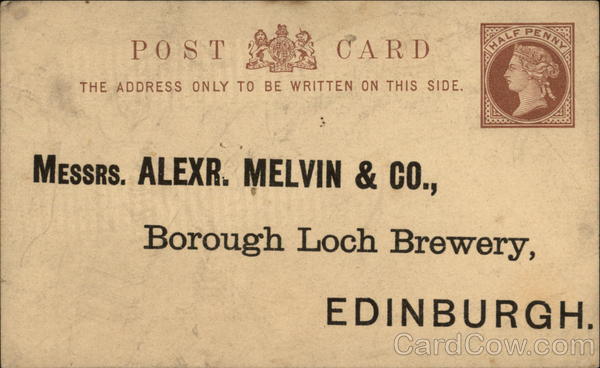 POST CARD
HALF PENNY
THE ADDRESS ONLY TO BE WRITTEN ON THIS SIDE.
MESSRS. ALEXR. MELVIN & CO.,
Borough Loch Brewery,
EDINBURGH.
CardCow.com